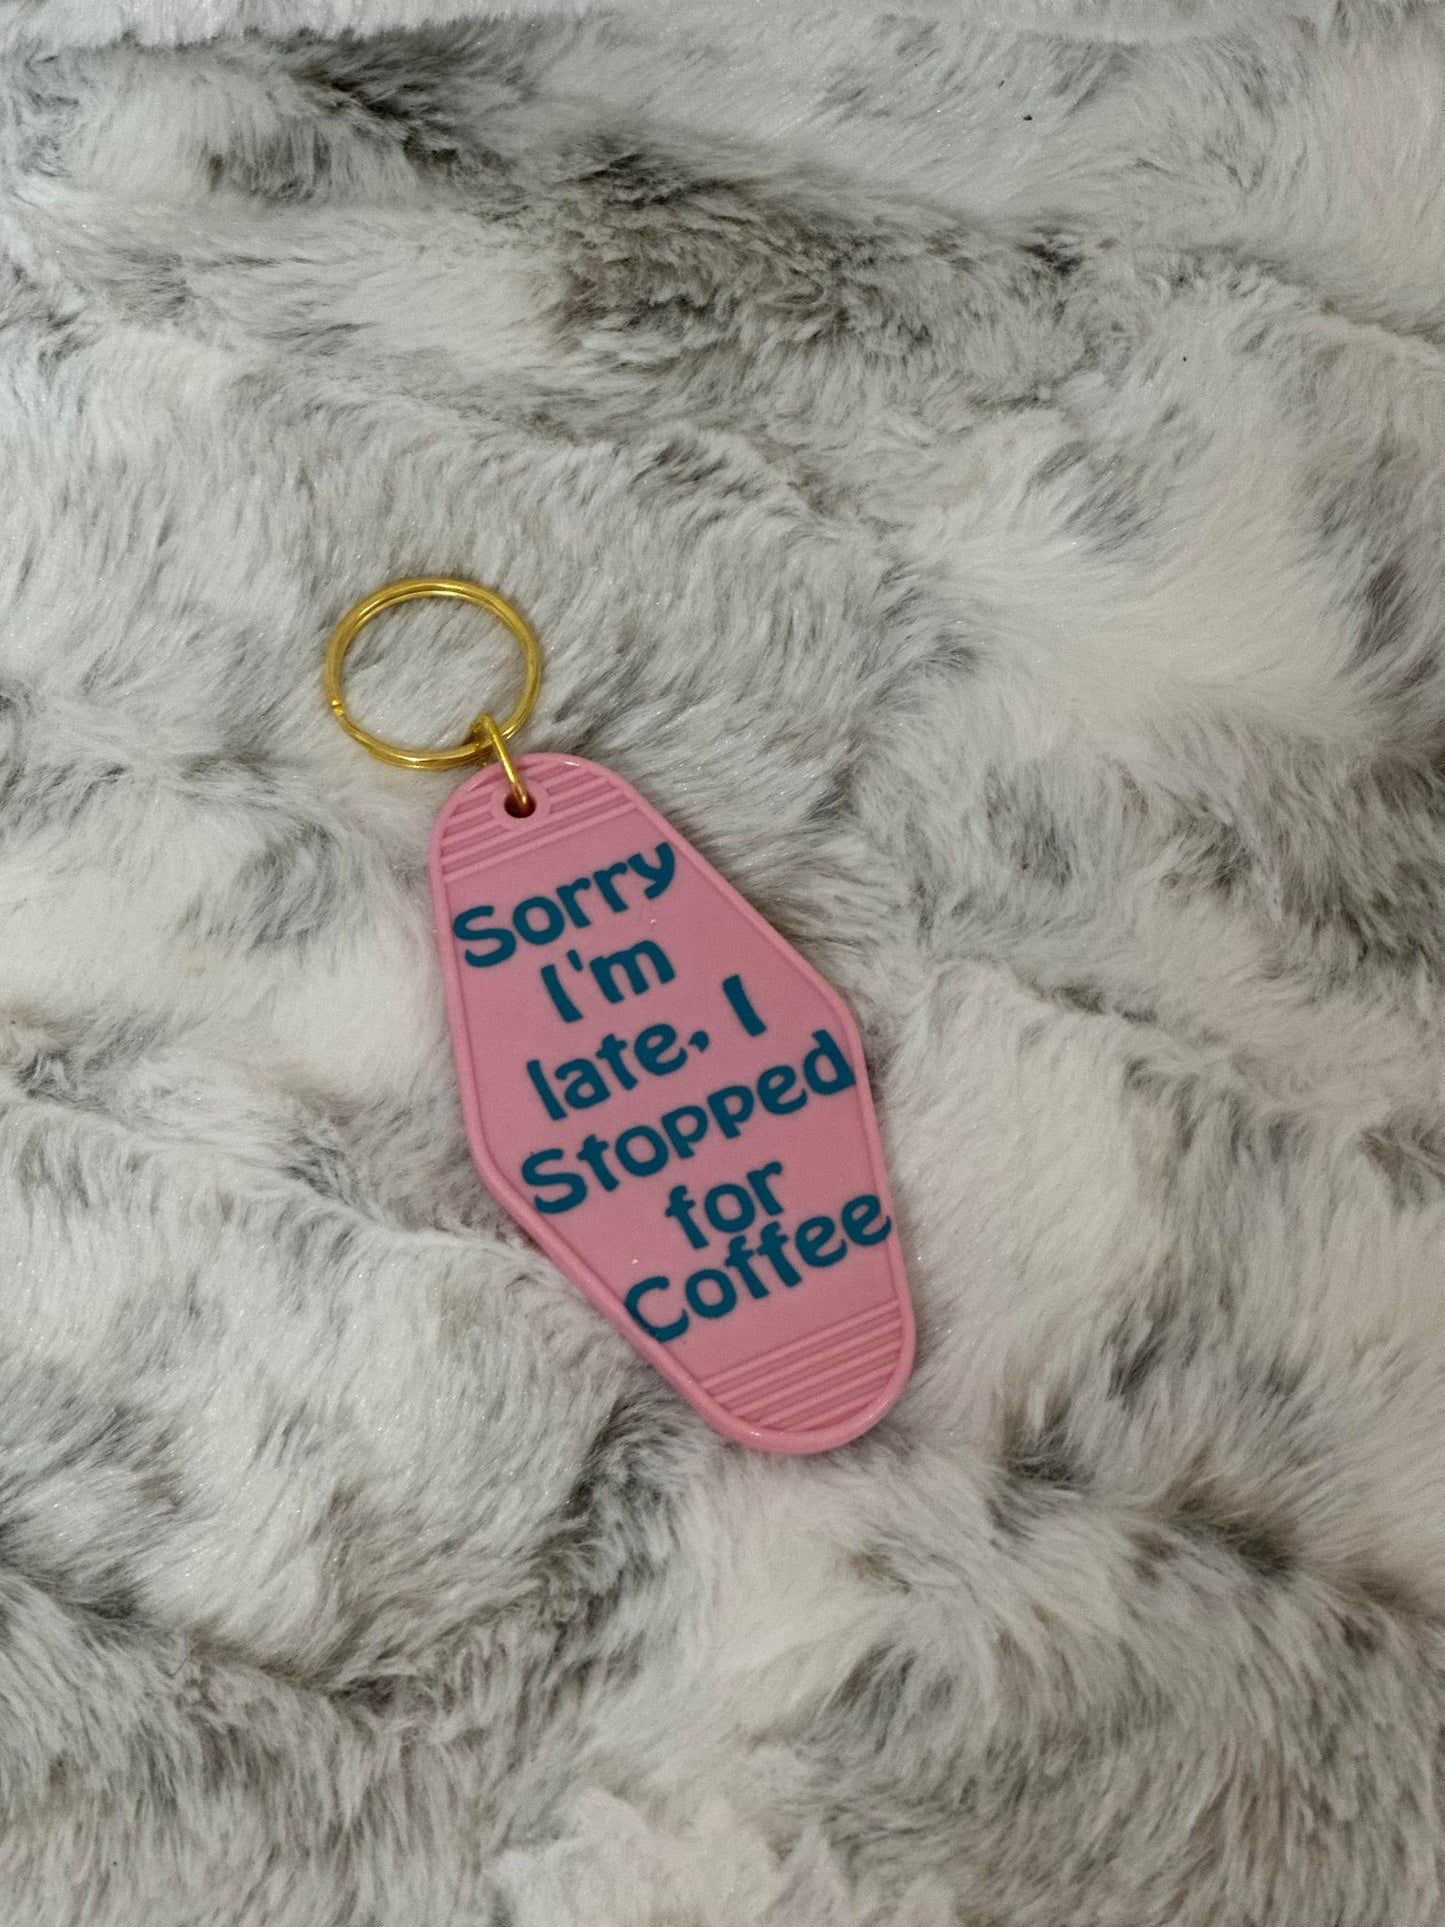 Sorry
I'm
late, I
Stopped
for
Coffee